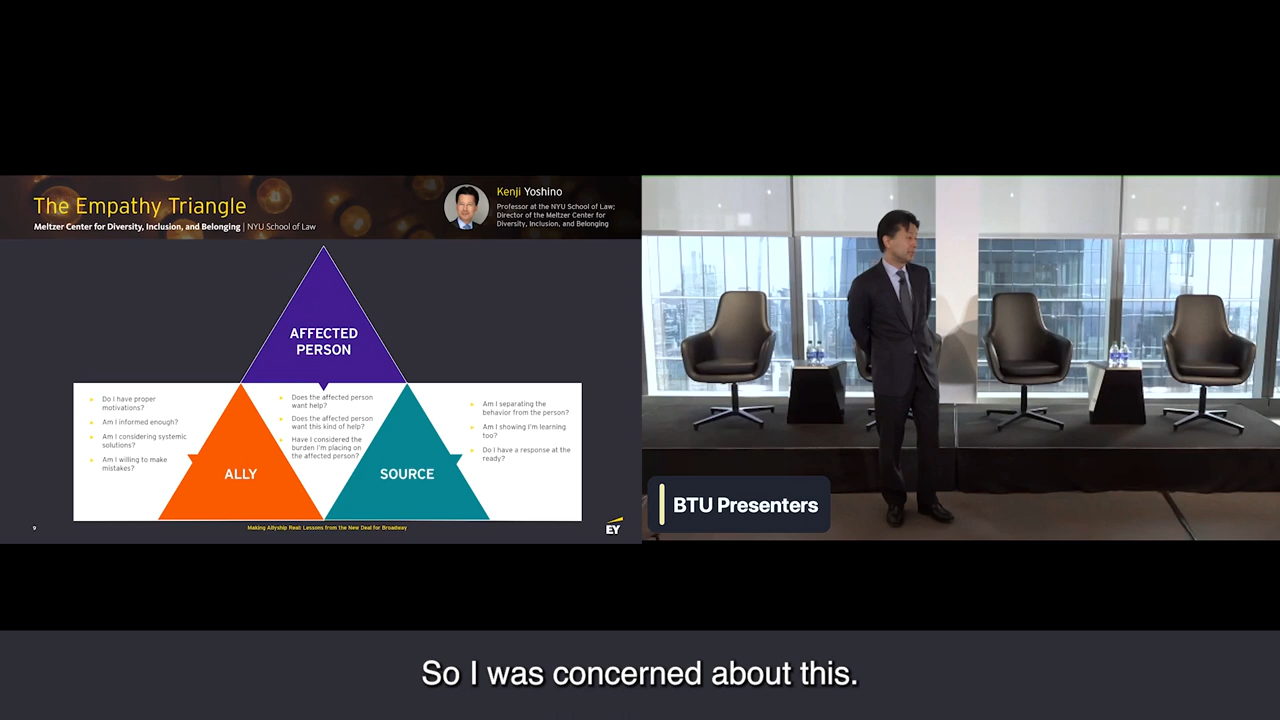 The Empathy Triangle
Meltzer Center for Diversity, Inclusion, and Belonging | NYU School of Law
Kenji Yoshino
Professor at the NYU School of Law;
Director of the Meltzer Center for
Diversity, Inclusion, and Belonging
AFFECTED
PERSON
Do I have proper
motivations?
Am I informed enough?
Am I considering systemic
solutions?
Am I willing to make
mistakes?
ALLY
Does the affected person
want help?
Does the affected person
want this kind of help?
Have I considered the
burden I'm placing on
the affected person?
SOURCE
Am I separating the
behavior from the person?
Am I showing I'm learning
too?
Do I have a response at the
ready?
9
Making Allyship Real: Lessons from the New Deal for Broadway
EY
BTU Presenters
So I was concerned about this.